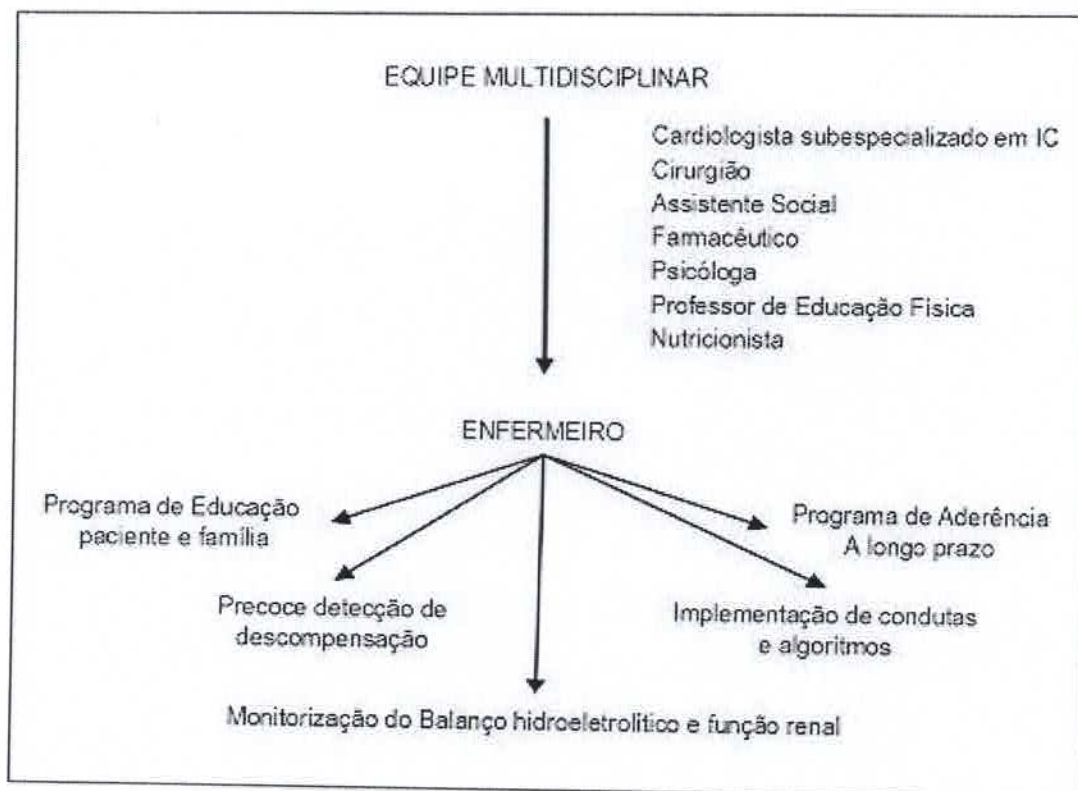 EQUIPE MULTIDISCIPLINAR
Cardiologista subespecializado em IC
Cirurgião
Assistente Social
Farmacêutico
Psicóloga
Professor de Educação Física
Nutricionista
ENFERMEIRO
Programa de Educação
paciente e família
Programa de Aderência
A longo prazo
Precoce detecção de
descompensação
Implementação de condutas
e algoritmos
Monitorização do Balanço hidroeletrolítico e função renal